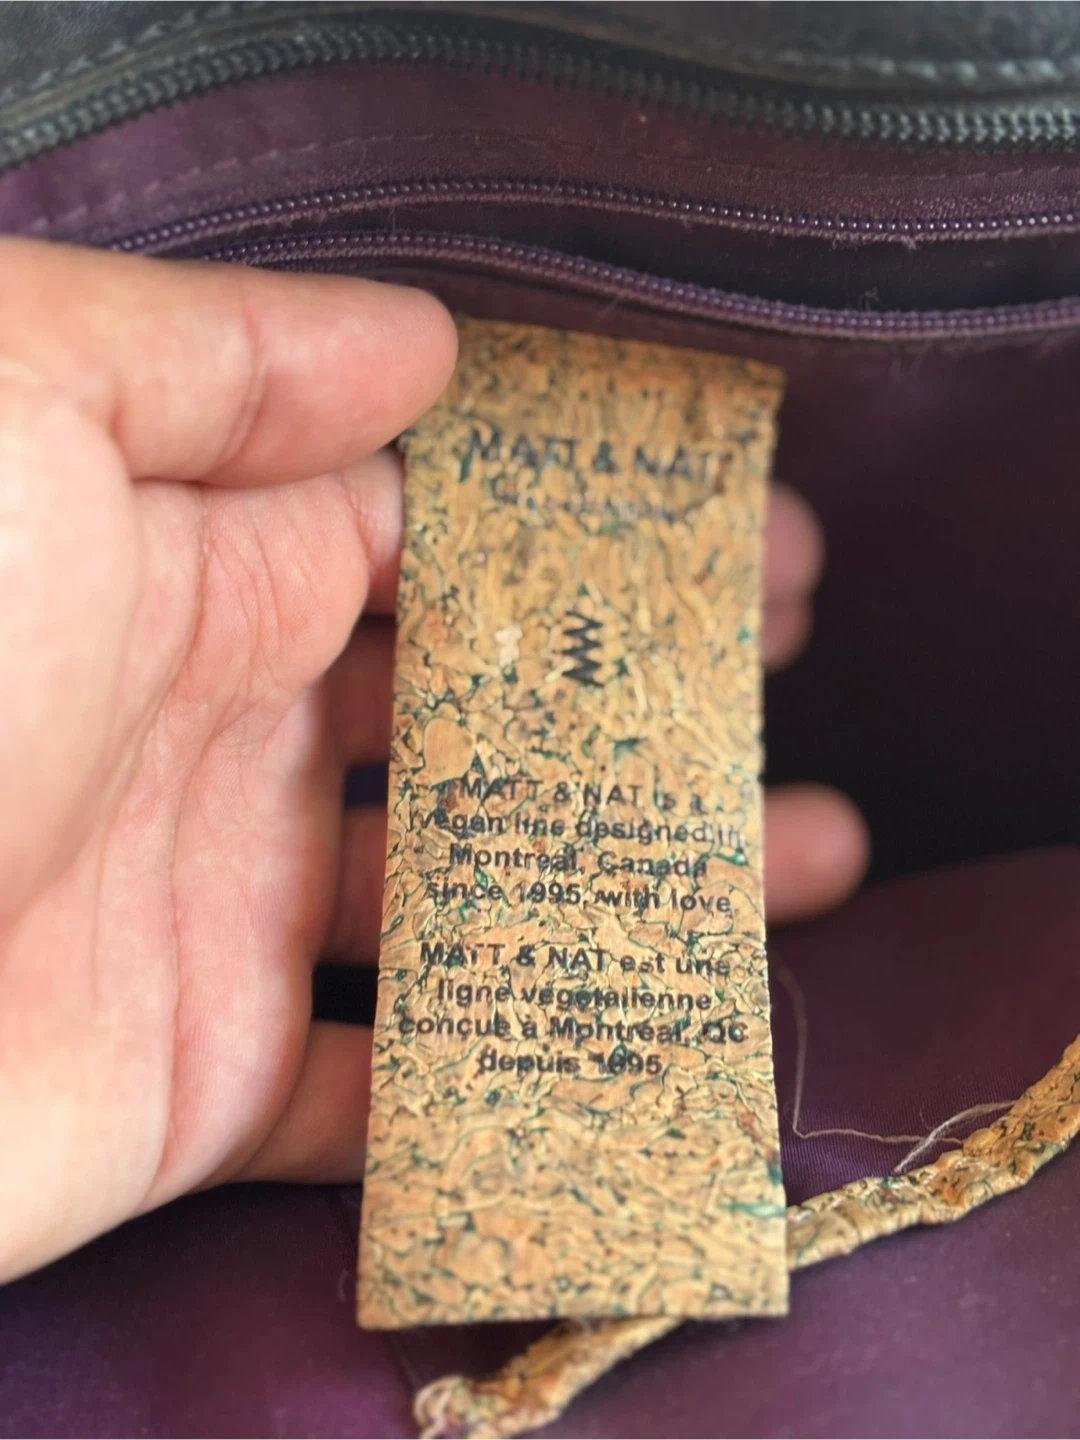 MATT & NAT
MATT & NAT is a
vegan line designed in
Montreal, Canada
since 1995, with love
MATT & NAT est une
ligne végétalienne
conçue à Montréal, QC
depuis 1995